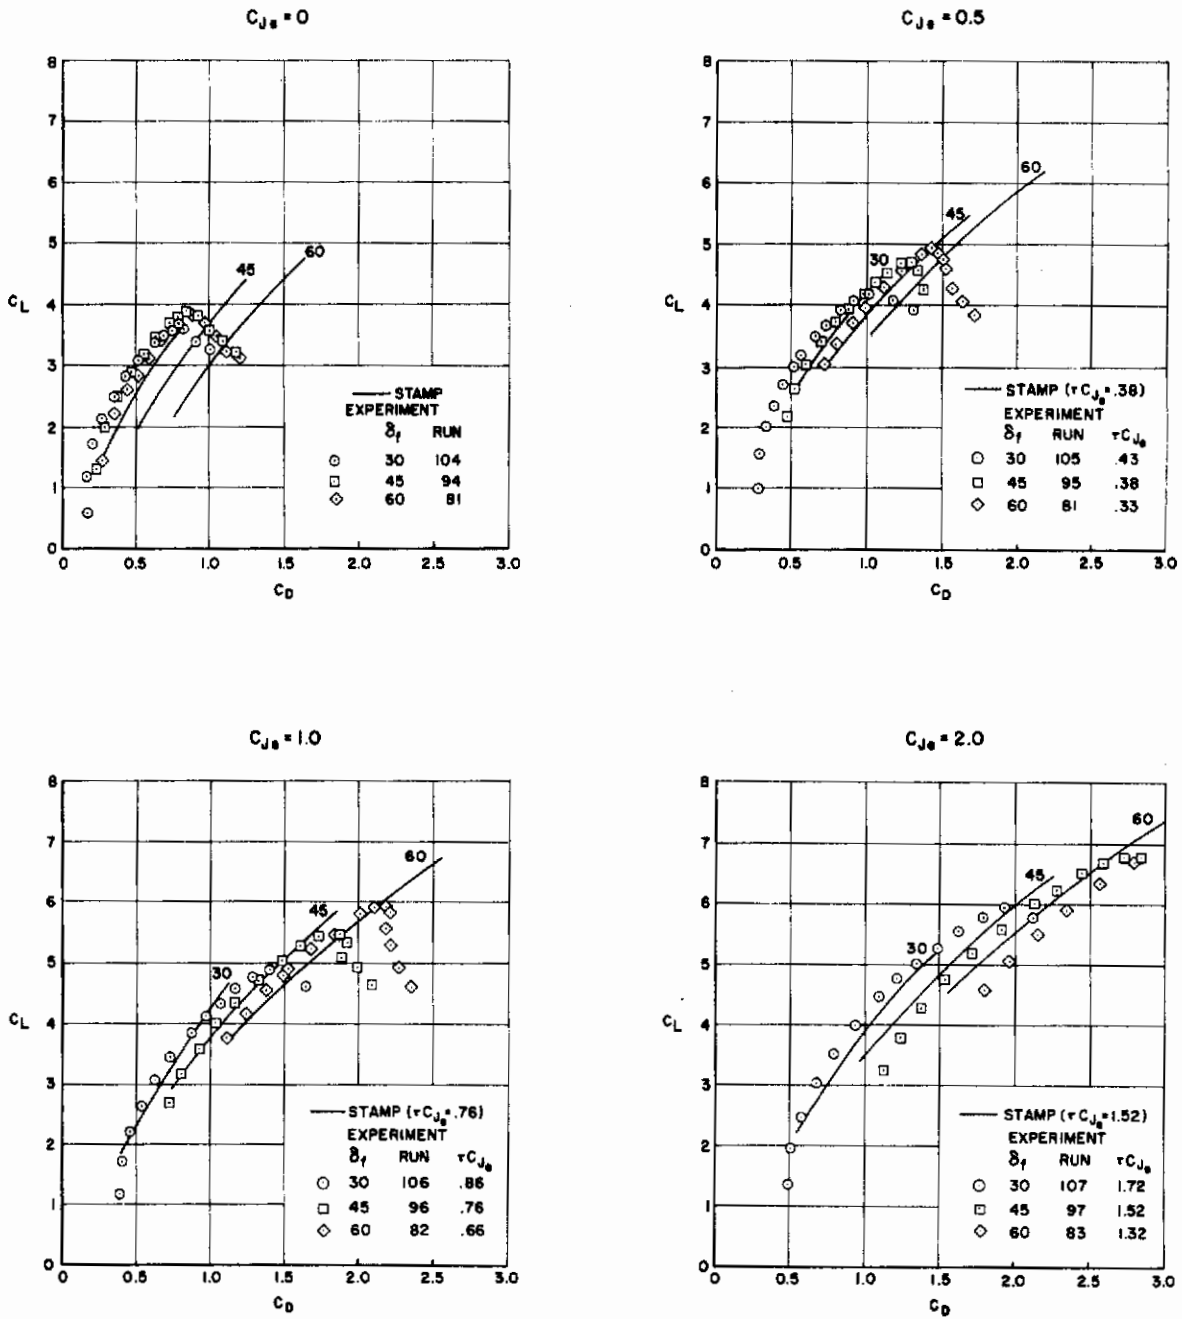 C_Je = 0
8
7
6
5
4
3
2
1
0
C_L
45
60
STAMP
EXPERIMENT
δ_f RUN
30 104
45 94
60 81
0 0.5 1.0 1.5 2.0 2.5 3.0
C_D
C_Je = 0.5
8
7
6
5
4
3
2
1
0
C_L
30
45
60
STAMP (τC_Je = .38)
EXPERIMENT
δ_f RUN τC_Je
30 105 .43
45 95 .38
60 81 .33
0 0.5 1.0 1.5 2.0 2.5 3.0
C_D
C_Je = 1.0
8
7
6
5
4
3
2
1
0
C_L
30
45
60
STAMP (τC_Je = .76)
EXPERIMENT
δ_f RUN τC_Je
30 106 .86
45 96 .76
60 82 .66
0 0.5 1.0 1.5 2.0 2.5 3.0
C_D
C_Je = 2.0
8
7
6
5
4
3
2
1
0
C_L
30
45
60
STAMP (τC_Je = 1.52)
EXPERIMENT
δ_f RUN τC_Je
30 107 1.72
45 97 1.52
60 83 1.32
0 0.5 1.0 1.5 2.0 2.5 3.0
C_D